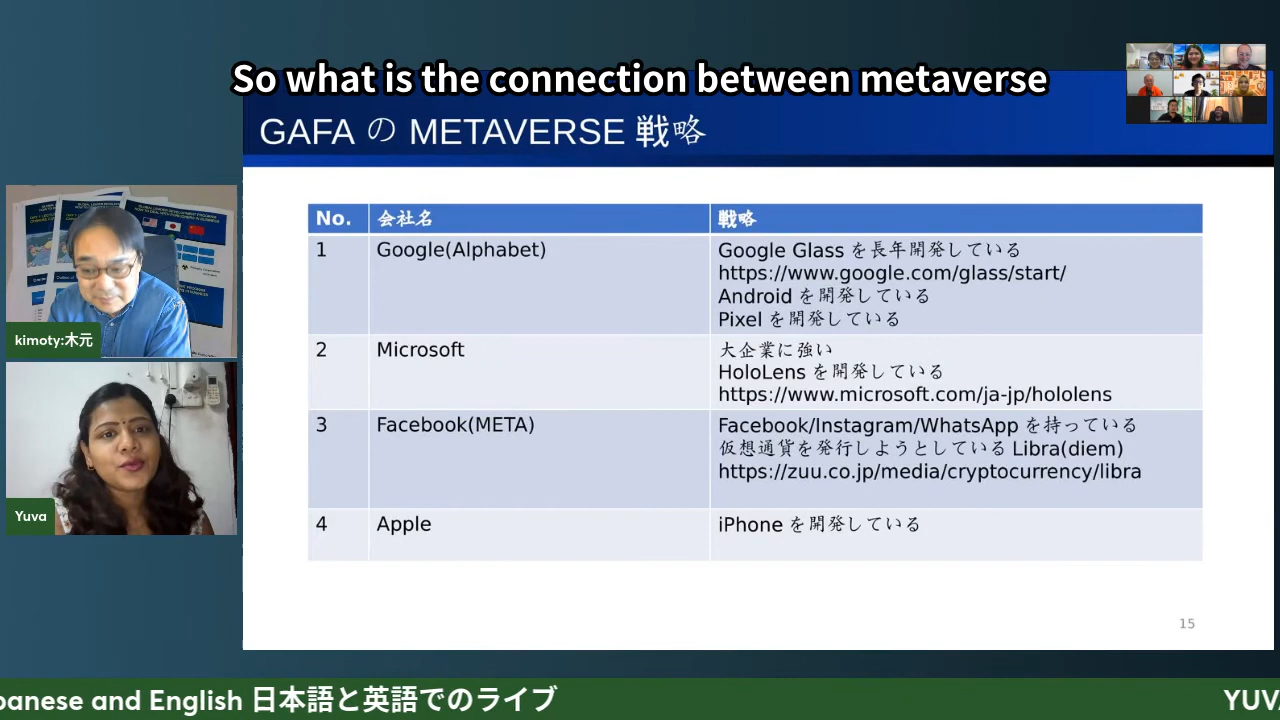 So what is the connection between metaverse
GAFA の METAVERSE 戦略
No. 会社名 戦略
1 Google(Alphabet) Google Glass を長年開発している
https://www.google.com/glass/start/
Android を開発している
Pixel を開発している
2 Microsoft 大企業に強い
HoloLens を開発している
https://www.microsoft.com/ja-jp/hololens
3 Facebook(META) Facebook/Instagram/WhatsApp を持っている
仮想通貨を発行しようとしている Libra(diem)
https://zuu.co.jp/media/cryptocurrency/libra
4 Apple iPhone を開発している
15
kimoty:木元
Yuva
panese and English 日本語と英語でのライブ
YUVA